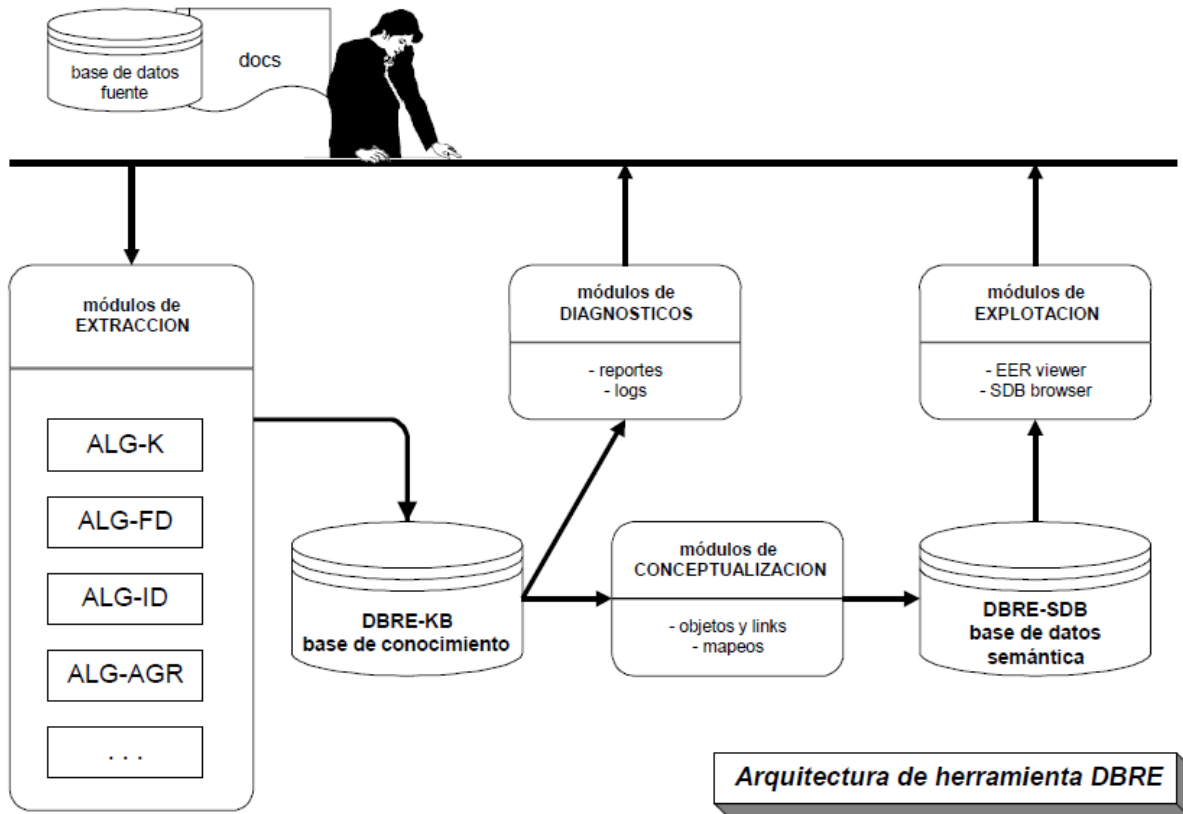 base de datos
fuente
docs
módulos de
EXTRACCION
ALG-K
ALG-FD
ALG-ID
ALG-AGR
. . .
módulos de
DIAGNOSTICOS
- reportes
- logs
módulos de
EXPLOTACION
- EER viewer
- SDB browser
DBRE-KB
base de conocimiento
módulos de
CONCEPTUALIZACION
- objetos y links
- mapeos
DBRE-SDB
base de datos
semántica
Arquitectura de herramienta DBRE